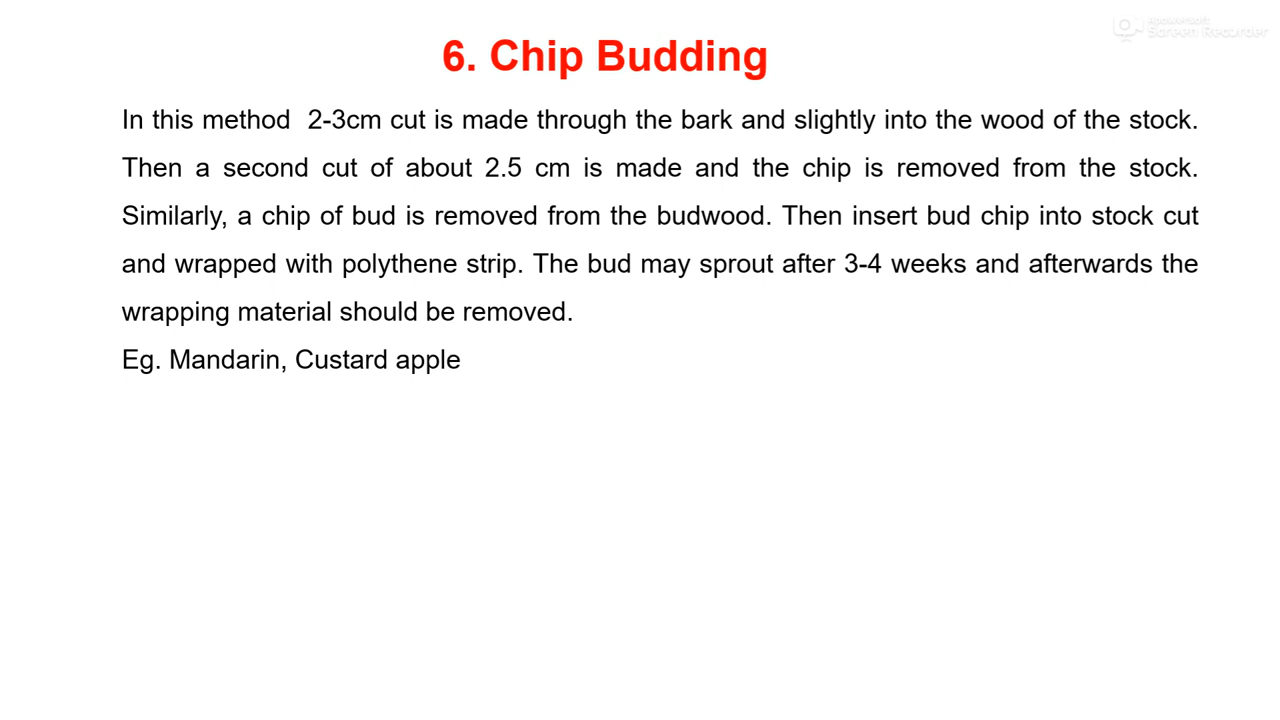 Apowersoft
Screen Recorder
6. Chip Budding
In this method 2-3cm cut is made through the bark and slightly into the wood of the stock.
Then a second cut of about 2.5 cm is made and the chip is removed from the stock.
Similarly, a chip of bud is removed from the budwood. Then insert bud chip into stock cut
and wrapped with polythene strip. The bud may sprout after 3-4 weeks and afterwards the
wrapping material should be removed.
Eg. Mandarin, Custard apple